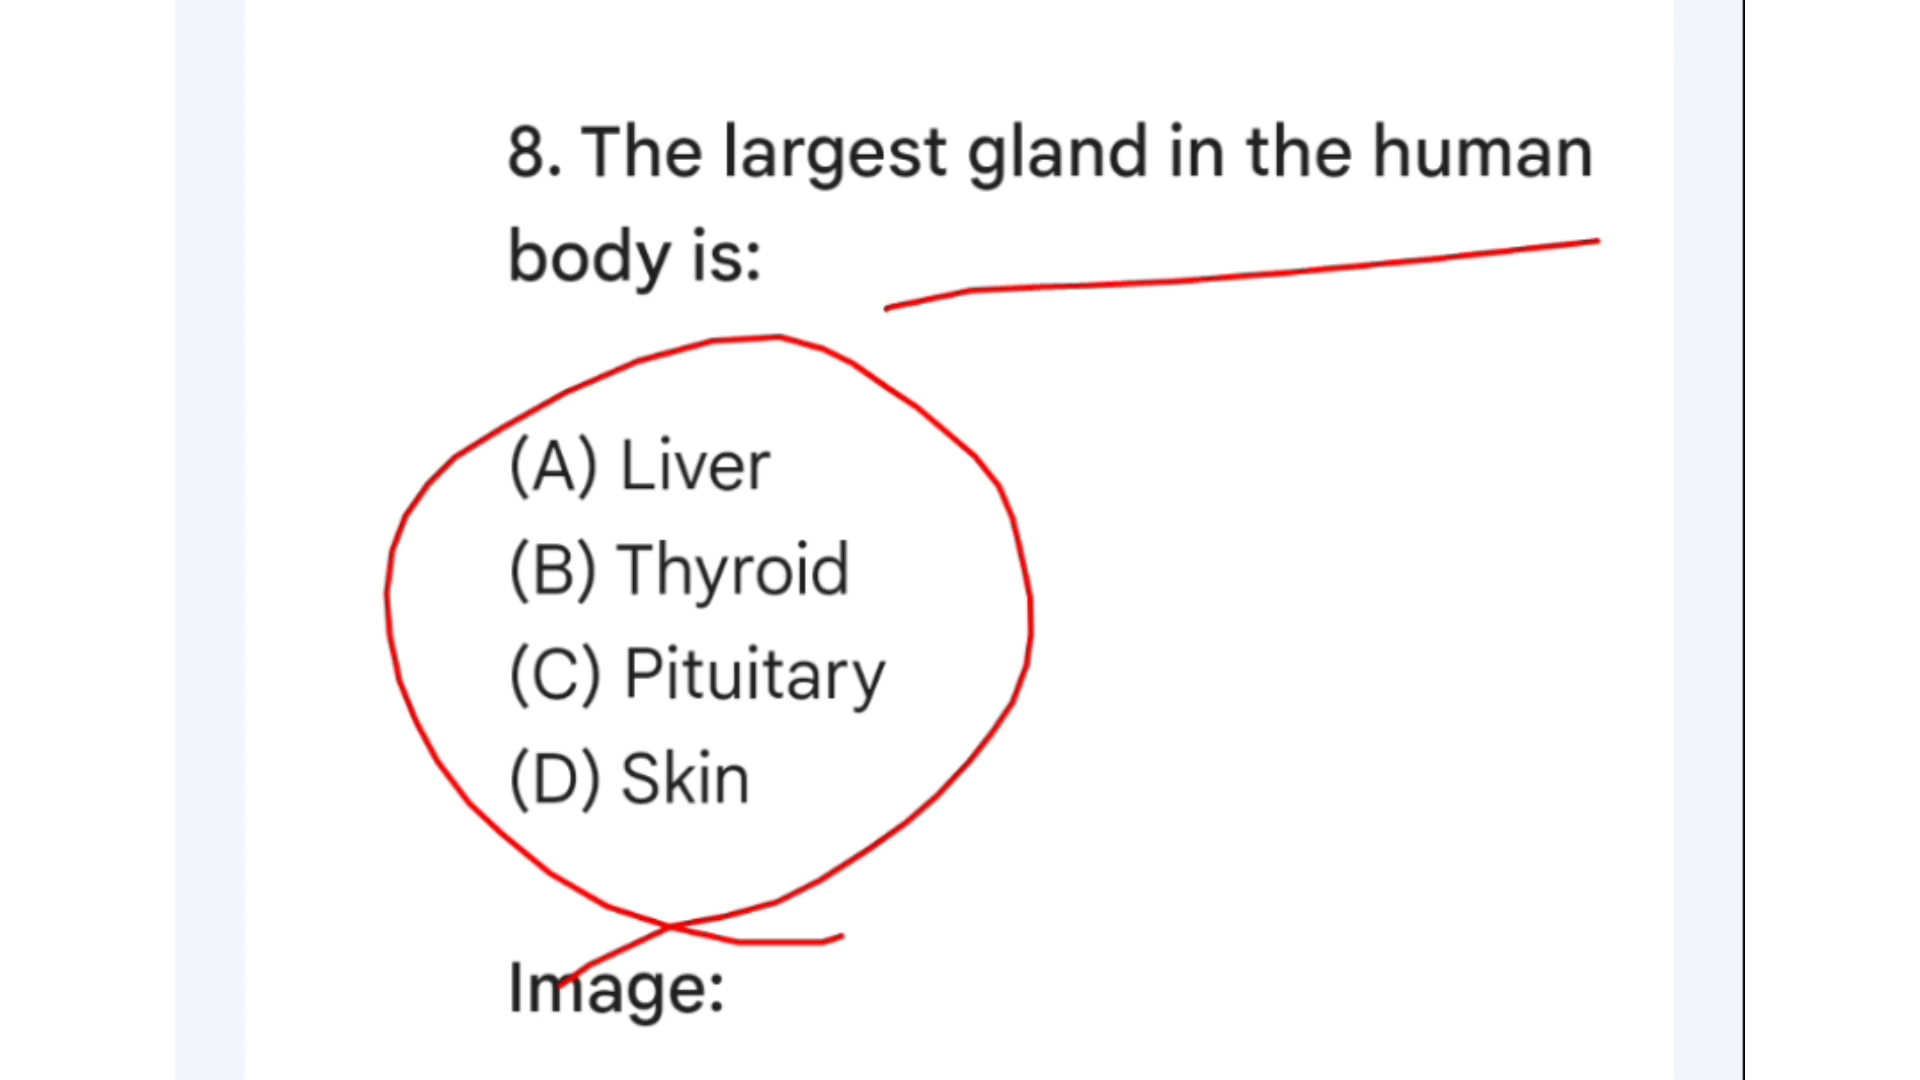 8. The largest gland in the human
body is:
(A) Liver
(B) Thyroid
(C) Pituitary
(D) Skin
Image: